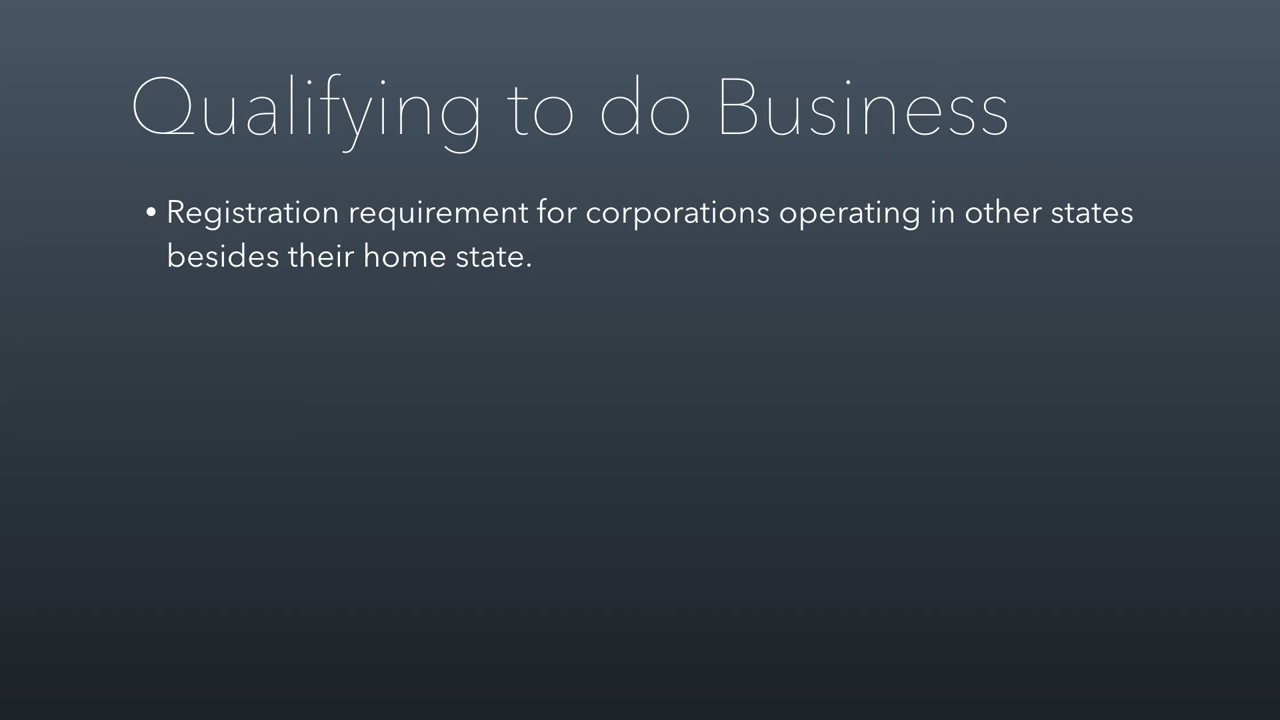 Qualifying to do Business
• Registration requirement for corporations operating in other states
besides their home state.